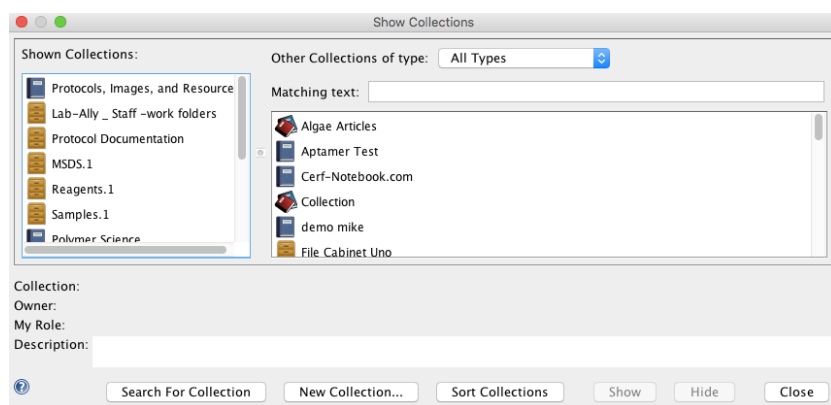 Show Collections
Shown Collections:
Protocols, Images, and Resource
Lab-Ally _ Staff -work folders
Protocol Documentation
MSDS.1
Reagents.1
Samples.1
Polymer Science
Other Collections of type: All Types
Matching text:
Algae Articles
Aptamer Test
Cerf-Notebook.com
Collection
demo mike
File Cabinet Uno
Collection:
Owner:
My Role:
Description:
? Search For Collection New Collection... Sort Collections Show Hide Close